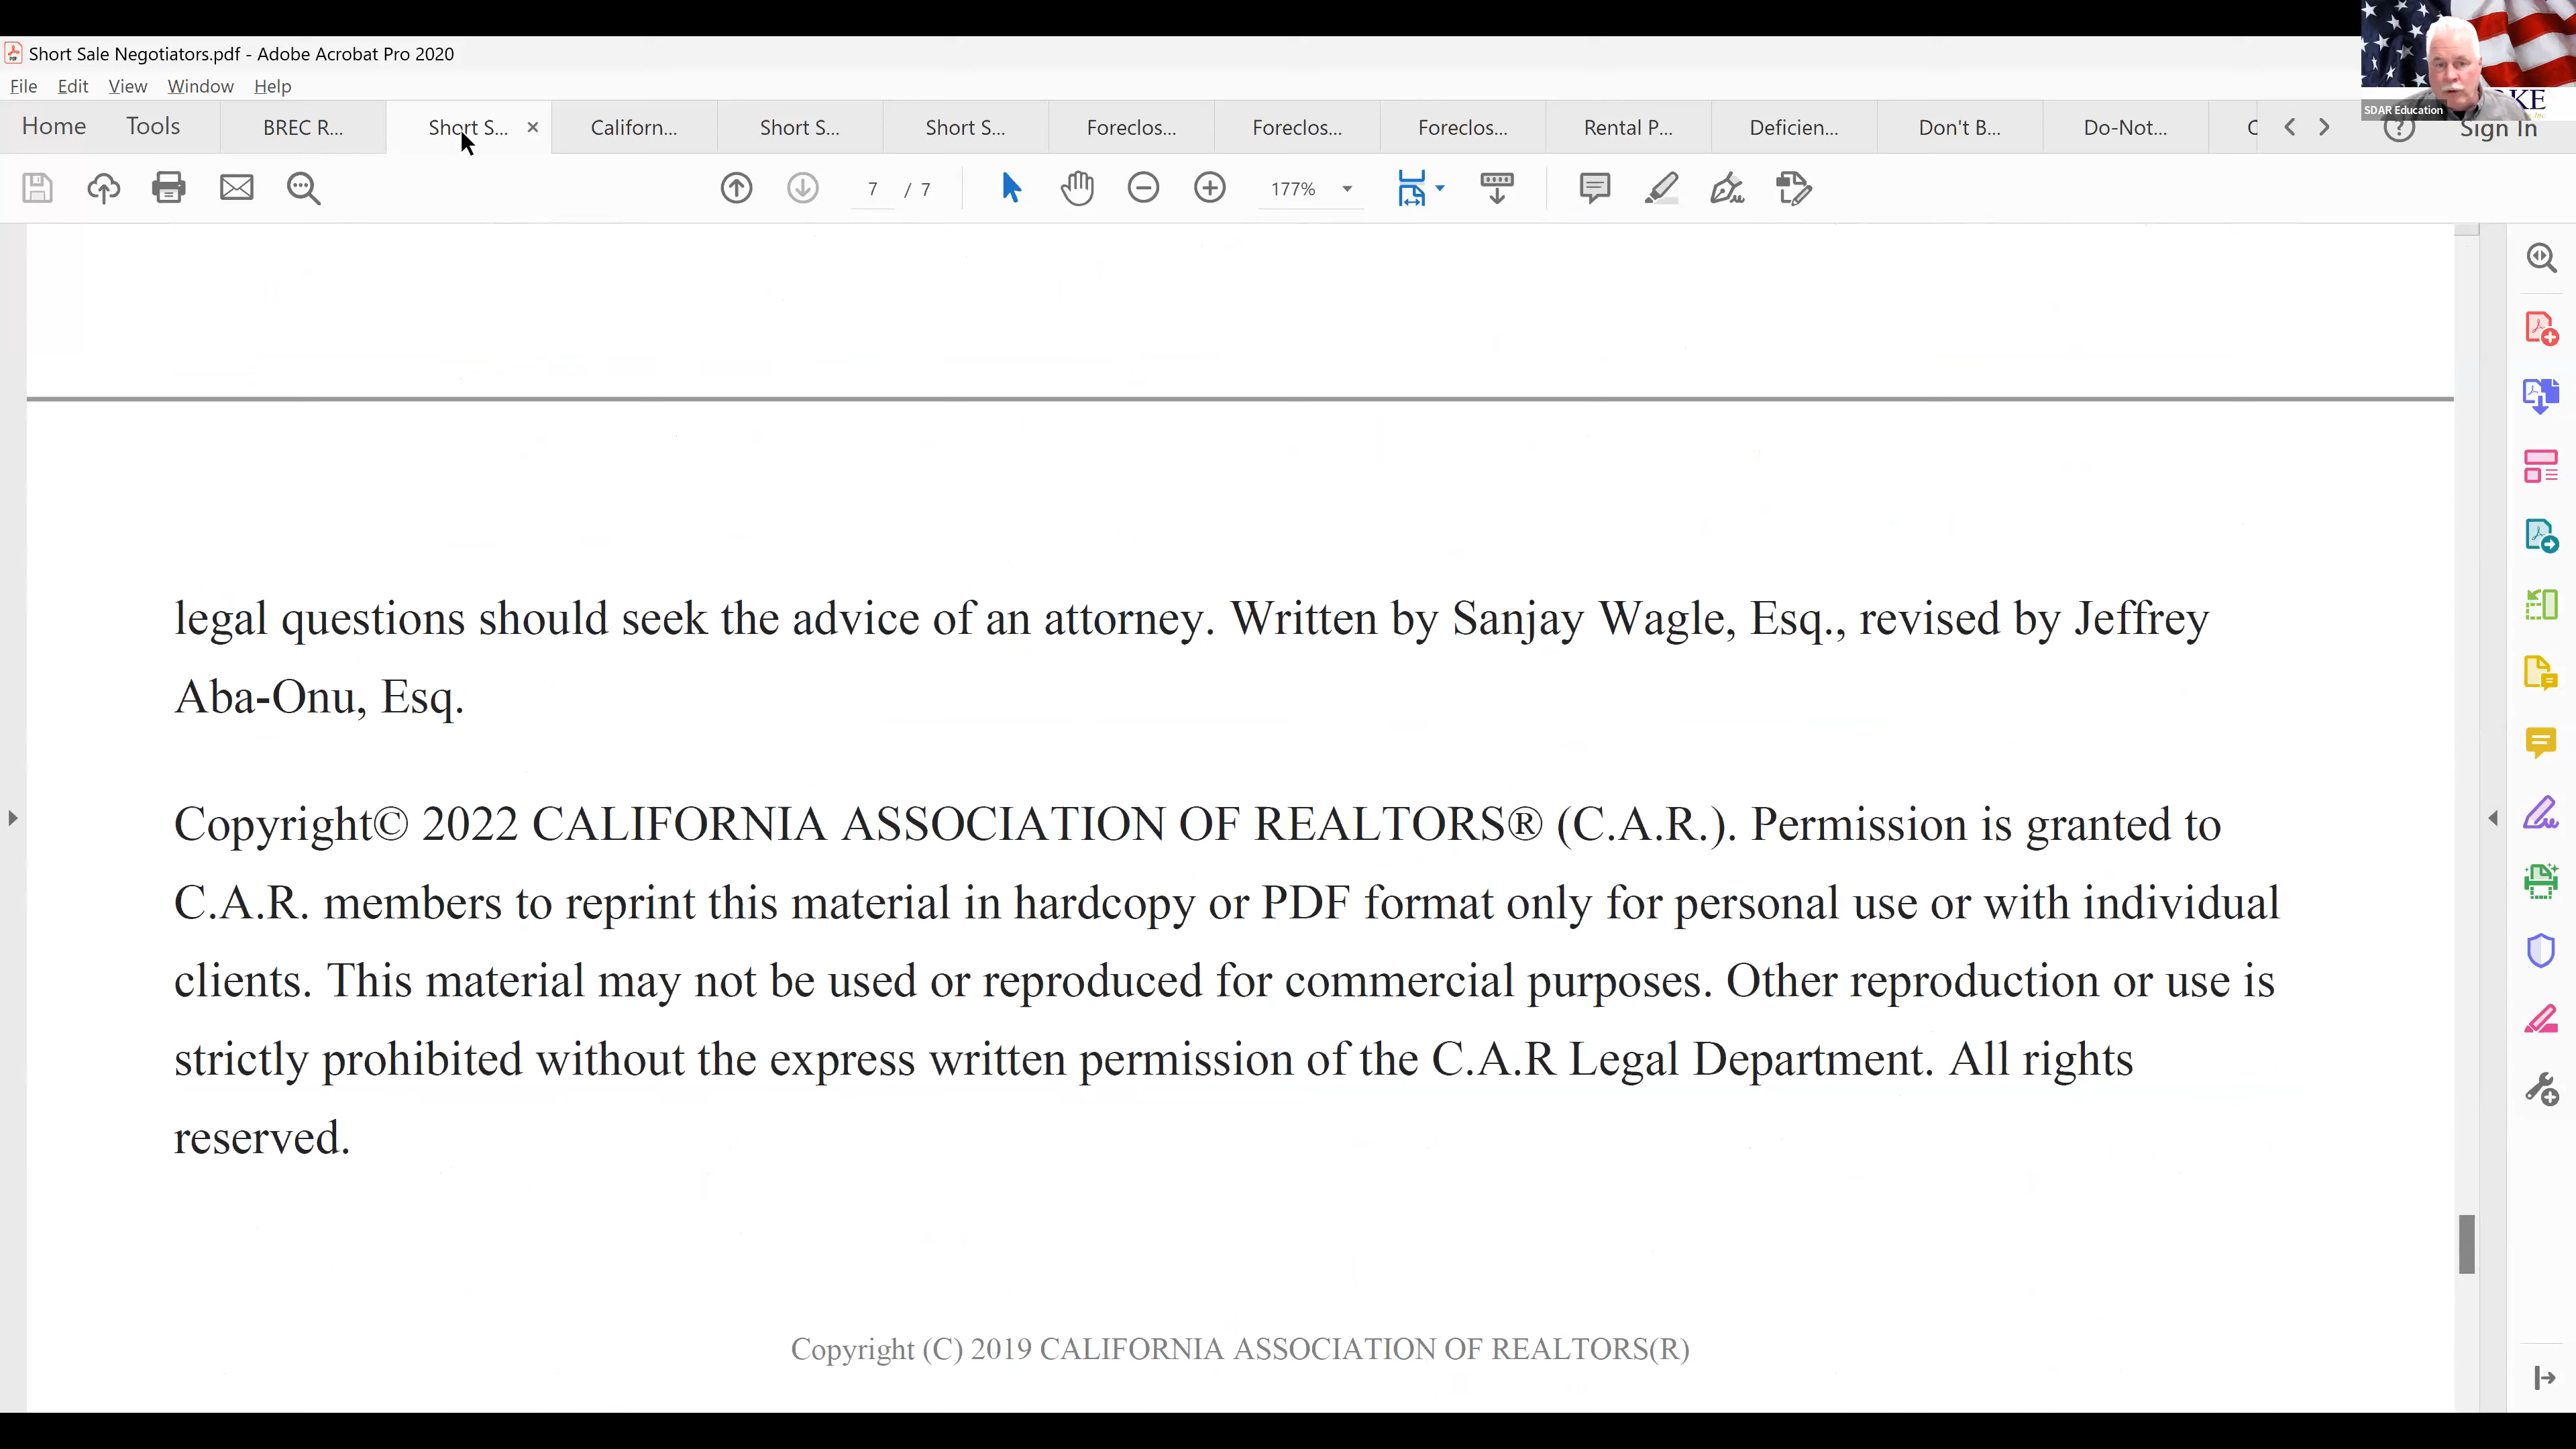 Short Sale Negotiators.pdf - Adobe Acrobat Pro 2020
File Edit View Window Help
Home Tools BREC R... Short S... Californ... Short S... Short S... Foreclos... Foreclos... Foreclos... Rental P... Deficien... Don't B... Do-Not... Sign In
SDAR Education
7 / 7 177%
legal questions should seek the advice of an attorney. Written by Sanjay Wagle, Esq., revised by Jeffrey
Aba-Onu, Esq.
Copyright© 2022 CALIFORNIA ASSOCIATION OF REALTORS® (C.A.R.). Permission is granted to
C.A.R. members to reprint this material in hardcopy or PDF format only for personal use or with individual
clients. This material may not be used or reproduced for commercial purposes. Other reproduction or use is
strictly prohibited without the express written permission of the C.A.R Legal Department. All rights
reserved.
Copyright (C) 2019 CALIFORNIA ASSOCIATION OF REALTORS(R)